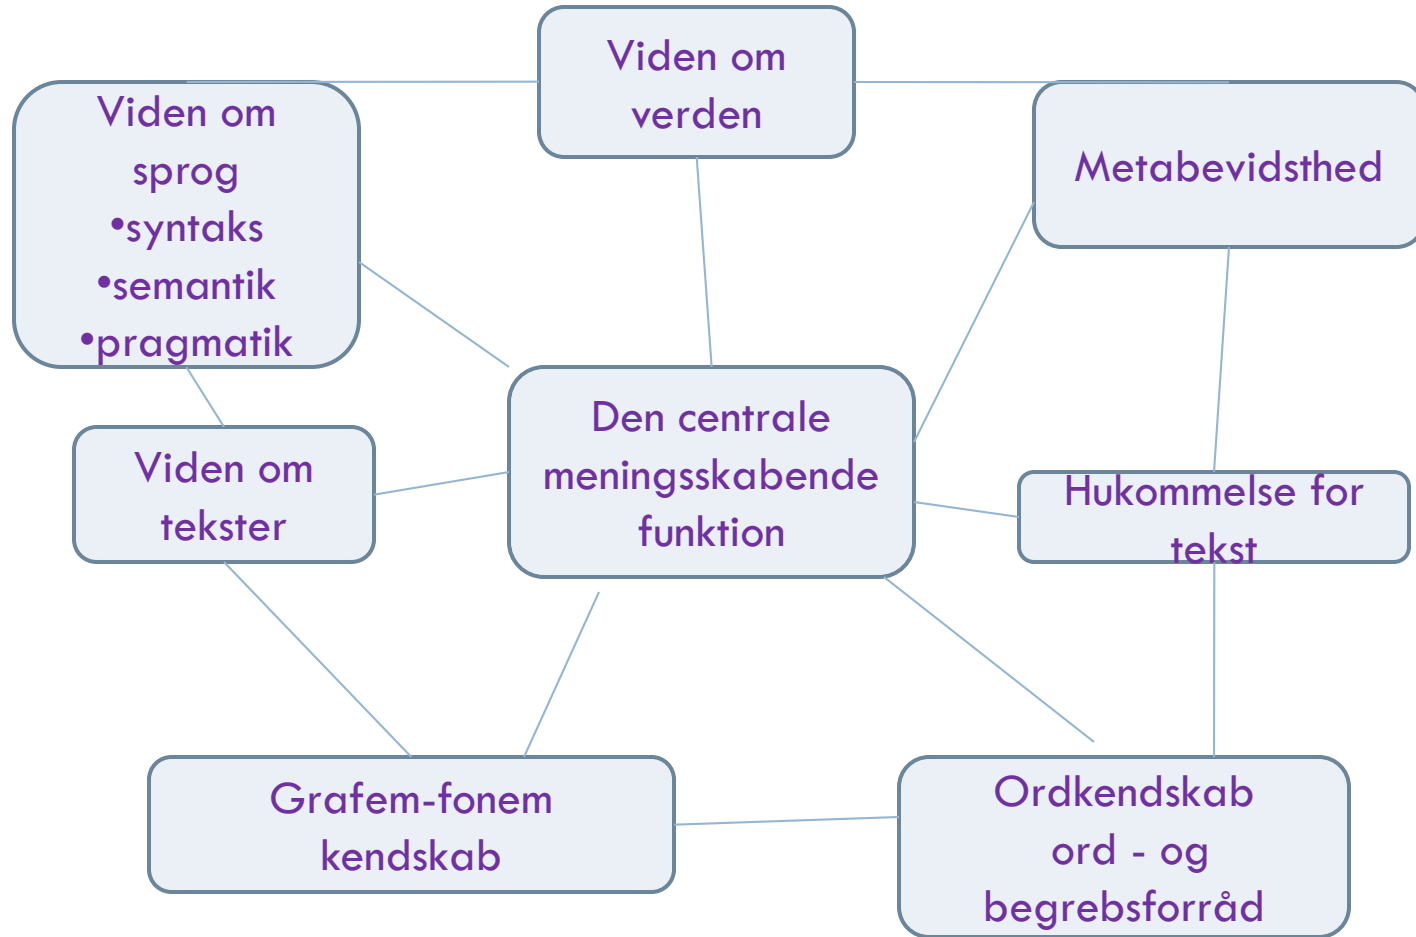 Viden om
verden
Viden om
sprog
•syntaks
•semantik
•pragmatik
Metabevidsthed
Den centrale
meningsskabende
funktion
Viden om
tekster
Hukommelse for
tekst
Grafem-fonem
kendskab
Ordkendskab
ord - og
begrebsforråd